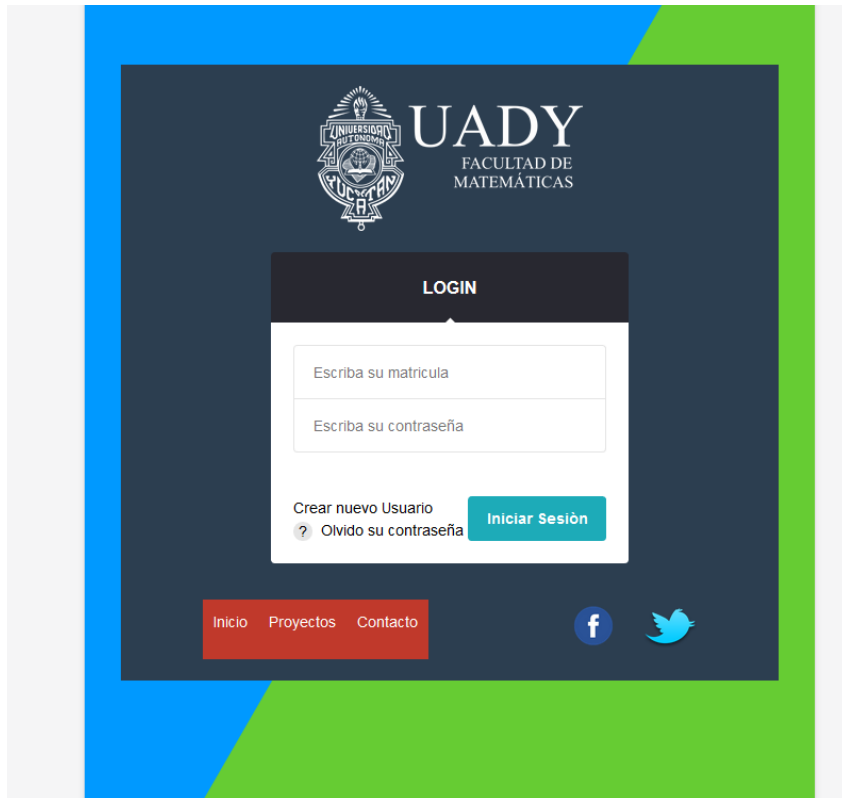 UNIVERSIDAD
AUTONOMA
YUCATAN
UADY
FACULTAD DE
MATEMÁTICAS
LOGIN
Escriba su matricula
Escriba su contraseña
Crear nuevo Usuario
? Olvido su contraseña
Iniciar Sesiòn
Inicio Proyectos Contacto
f